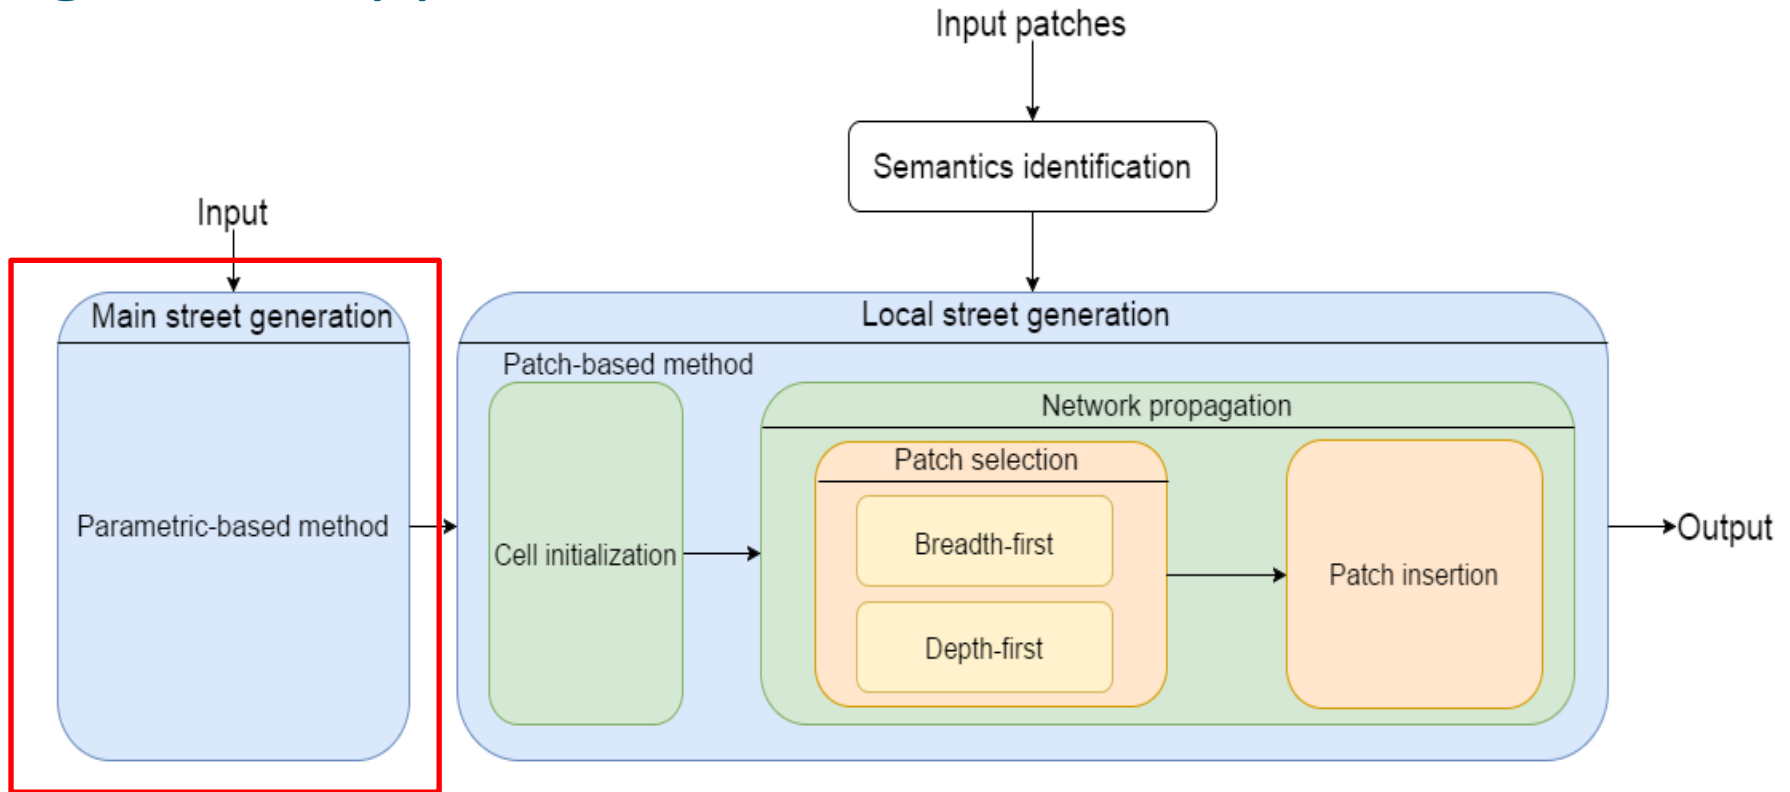 Input patches
Semantics identification
Input
Main street generation
Parametric-based method
Local street generation
Patch-based method
Cell initialization
Network propagation
Patch selection
Breadth-first
Depth-first
Patch insertion
Output